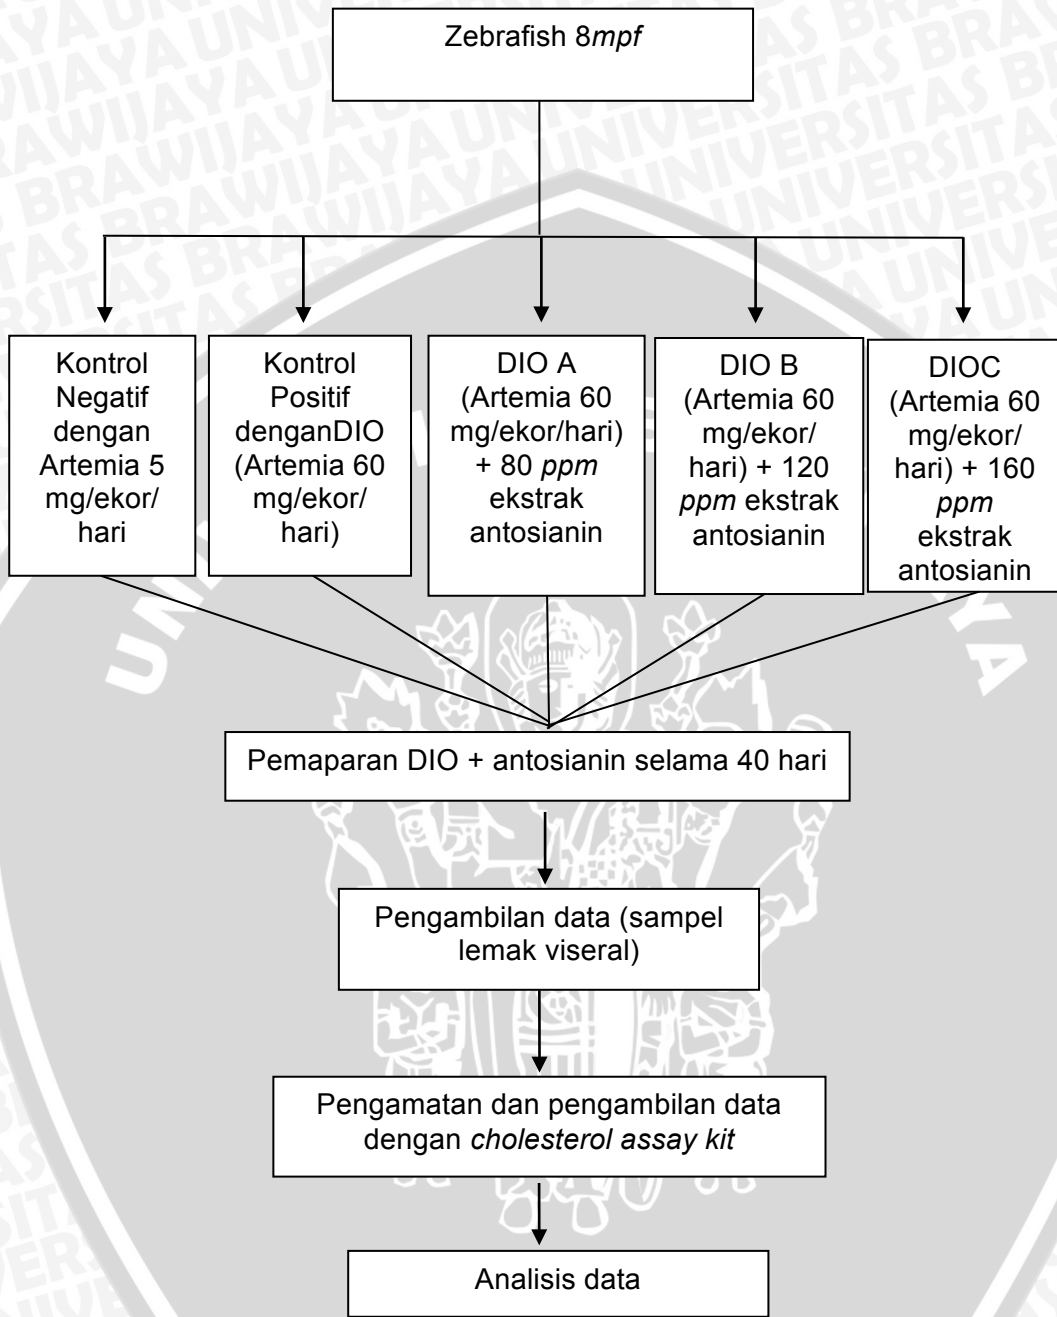 Zebrafish 8mpf
Kontrol
Negatif
dengan
Artemia 5
mg/ekor/
hari
Kontrol
Positif
denganDIO
(Artemia 60
mg/ekor/
hari)
DIO A
(Artemia 60
mg/ekor/hari)
+ 80 ppm
ekstrak
antosianin
DIO B
(Artemia 60
mg/ekor/
hari) + 120
ppm ekstrak
antosianin
DIOC
(Artemia 60
mg/ekor/
hari) + 160
ppm
ekstrak
antosianin
Pemaparan DIO + antosianin selama 40 hari
Pengambilan data (sampel
lemak viseral)
Pengamatan dan pengambilan data
dengan cholesterol assay kit
Analisis data